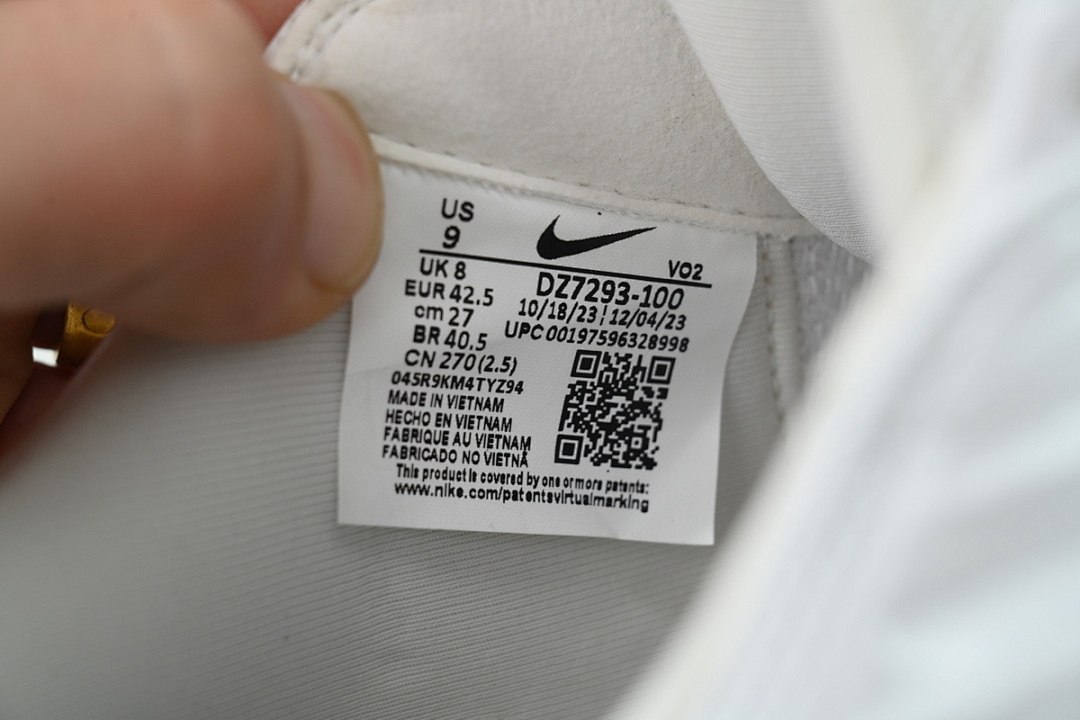 US
9
VO2
UK 8
EUR 42.5
cm 27
BR 40.5
CN 270 (2.5)
045R9KM4TYZ94
MADE IN VIETNAM
HECHO EN VIETNAM
FABRIQUE AU VIETNAM
FABRICADO NO VIETNÃ
DZ7293-100
10/18/23 ¦ 12/04/23
UPC 00197596328998
This product is covered by one or more patents:
www.nike.com/patentsvirtualmarking